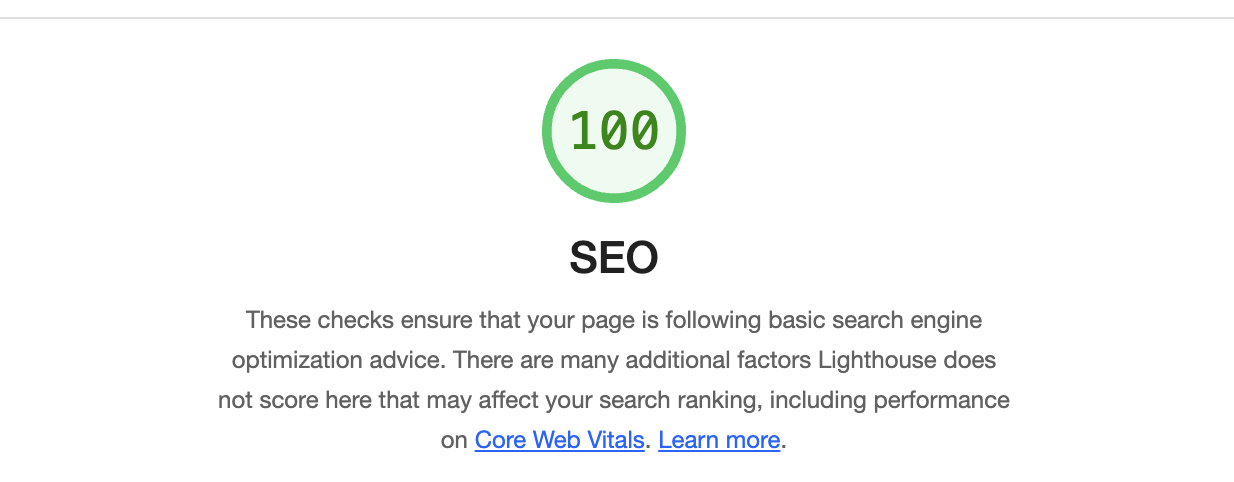 100
SEO
These checks ensure that your page is following basic search engine
optimization advice. There are many additional factors Lighthouse does
not score here that may affect your search ranking, including performance
on Core Web Vitals. Learn more.